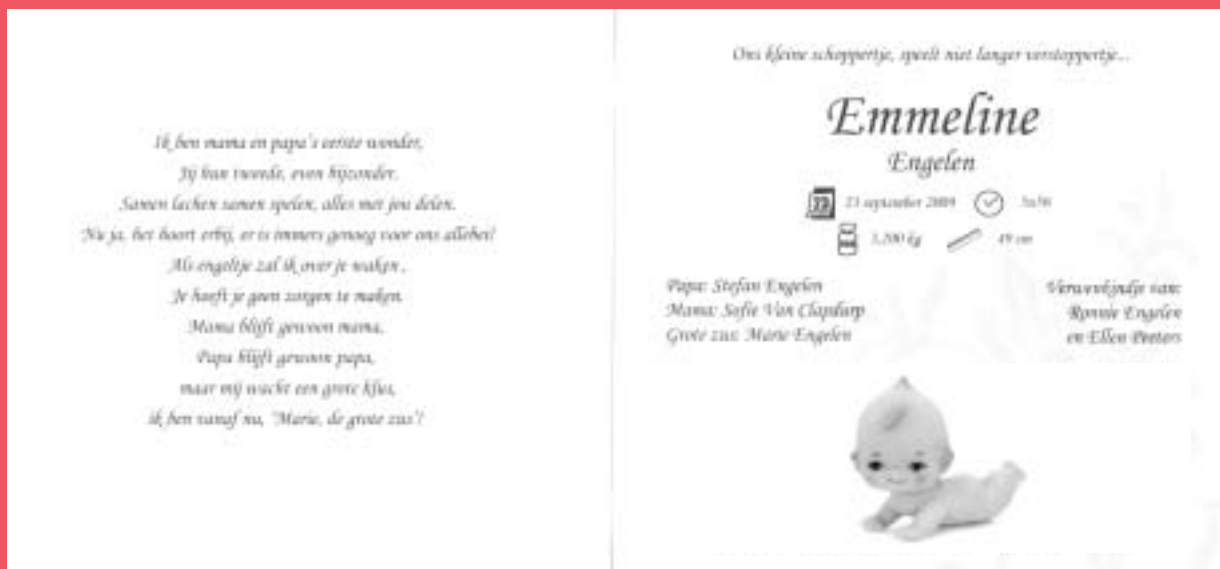 Ik ben mama en papa's eerste wonder,
Jij hun tweede, even bijzonder.
Samen lachen samen spelen, alles met jou delen.
Nu ja, het hoort erbij, er is immers genoeg voor ons allebei!
Als engeltje zal ik over je waken,
Je hoeft je geen zorgen te maken.
Mama blijft gewoon mama,
Papa blijft gewoon papa,
maar mij wacht een grote klus,
ik ben vanaf nu, 'Marie, de grote zus'!
Ons kleine schoppertje, speelt niet langer verstoppertje...
Emmeline
Engelen
23 september 2009
3,200 kg 49 cm
Papa: Stefan Engelen
Mama: Sofie Van Clapdurp
Grote zus: Marie Engelen
Verwenkindje van:
Ronnie Engelen
en Ellen Peeters